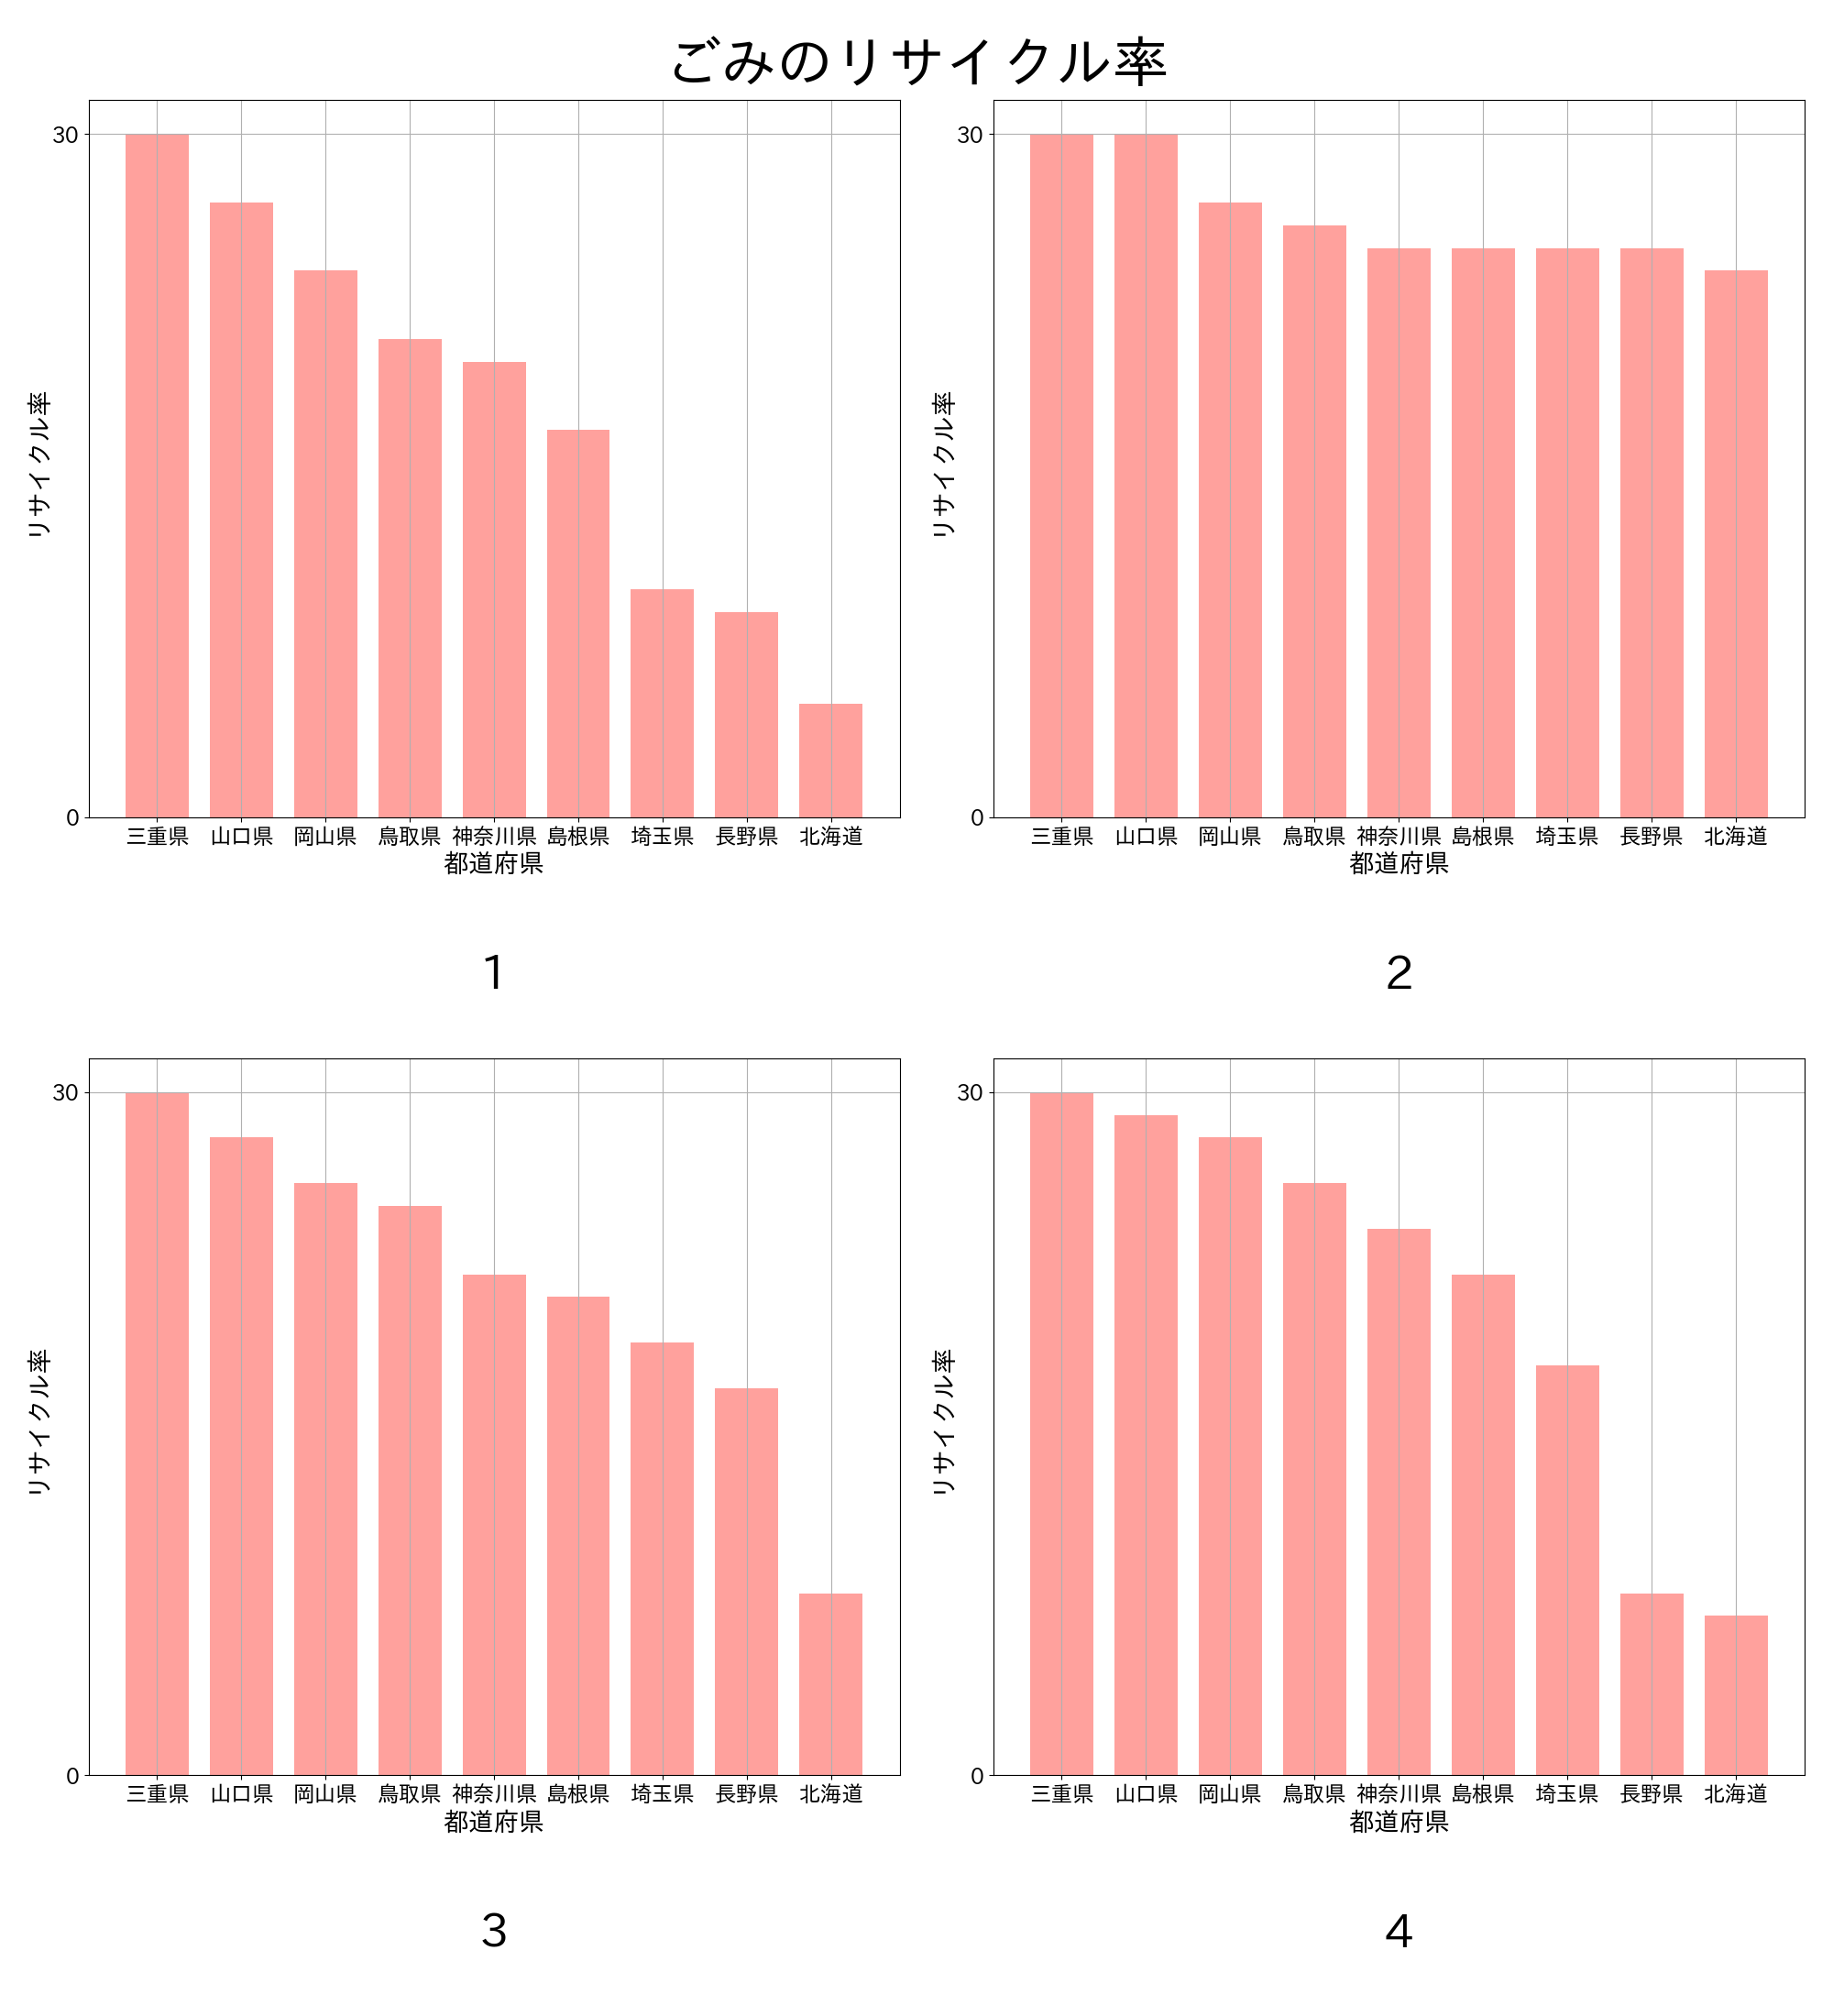 ごみのリサイクル率
30
0
リサイクル率
三重県 山口県 岡山県 鳥取県 神奈川県 島根県 埼玉県 長野県 北海道
都道府県
1
30
0
リサイクル率
三重県 山口県 岡山県 鳥取県 神奈川県 島根県 埼玉県 長野県 北海道
都道府県
2
30
0
リサイクル率
三重県 山口県 岡山県 鳥取県 神奈川県 島根県 埼玉県 長野県 北海道
都道府県
3
30
0
リサイクル率
三重県 山口県 岡山県 鳥取県 神奈川県 島根県 埼玉県 長野県 北海道
都道府県
4